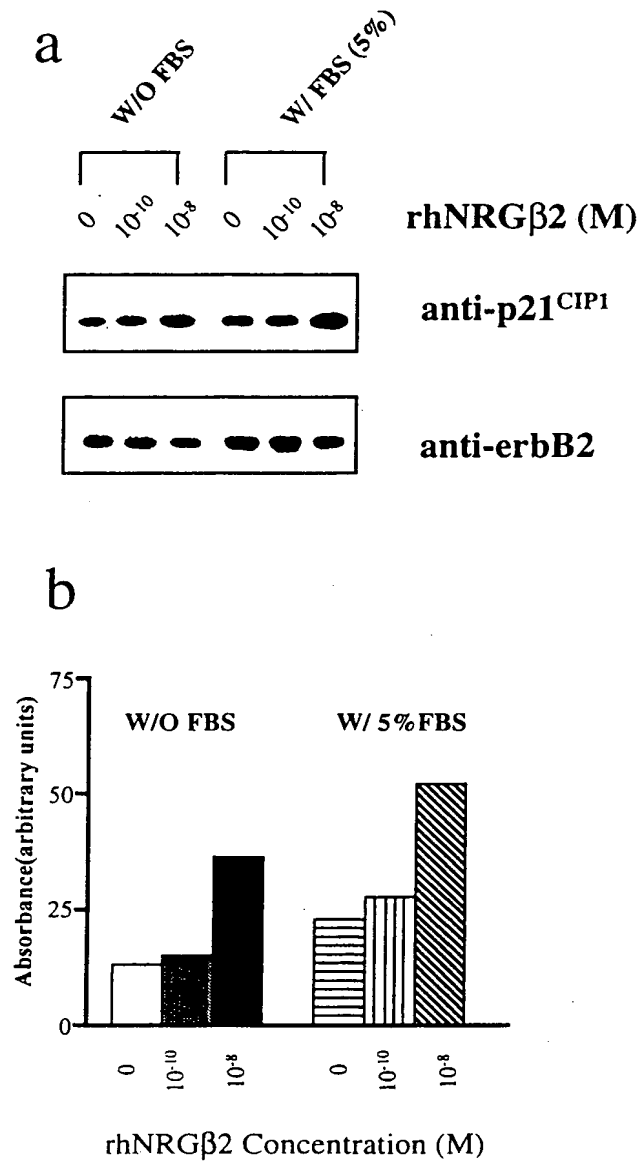 a
W/O FBS
W/ FBS (5%)
0 10⁻¹⁰ 10⁻⁸ 0 10⁻¹⁰ 10⁻⁸ rhNRGβ2 (M)
anti-p21ᶜᴵᴾ¹
anti-erbB2
b
75
W/O FBS W/ 5%FBS
50
25
0
Absorbance(arbitrary units)
0 10⁻¹⁰ 10⁻⁸ 0 10⁻¹⁰ 10⁻⁸
rhNRGβ2 Concentration (M)